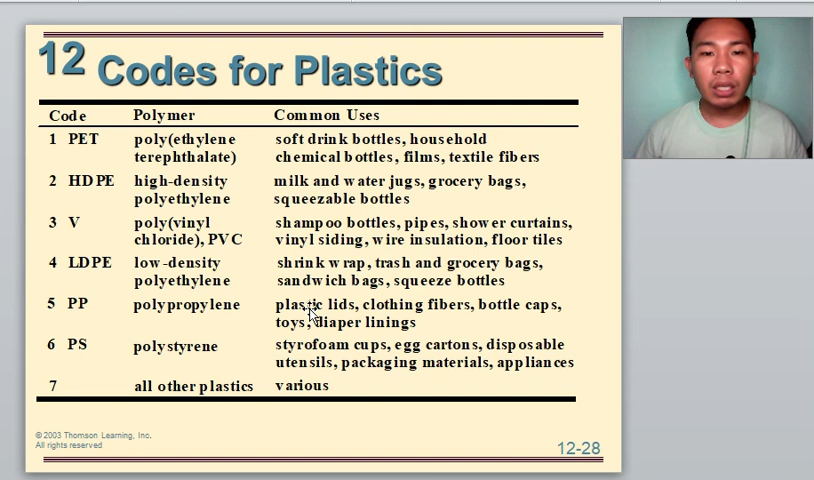 12 Codes for Plastics
Code Polymer Common Uses
1 PET poly(ethylene soft drink bottles, household
terephthalate) chemical bottles, films, textile fibers
2 HDPE high-density milk and water jugs, grocery bags,
polyethylene squeezable bottles
3 V poly(vinyl shampoo bottles, pipes, shower curtains,
chloride), PVC vinyl siding, wire insulation, floor tiles
4 LDPE low-density shrink wrap, trash and grocery bags,
polyethylene sandwich bags, squeeze bottles
5 PP polypropylene plastic lids, clothing fibers, bottle caps,
toys, diaper linings
6 PS polystyrene styrofoam cups, egg cartons, disposable
utensils, packaging materials, appliances
7 all other plastics various
© 2003 Thomson Learning, Inc.
All rights reserved
12-28